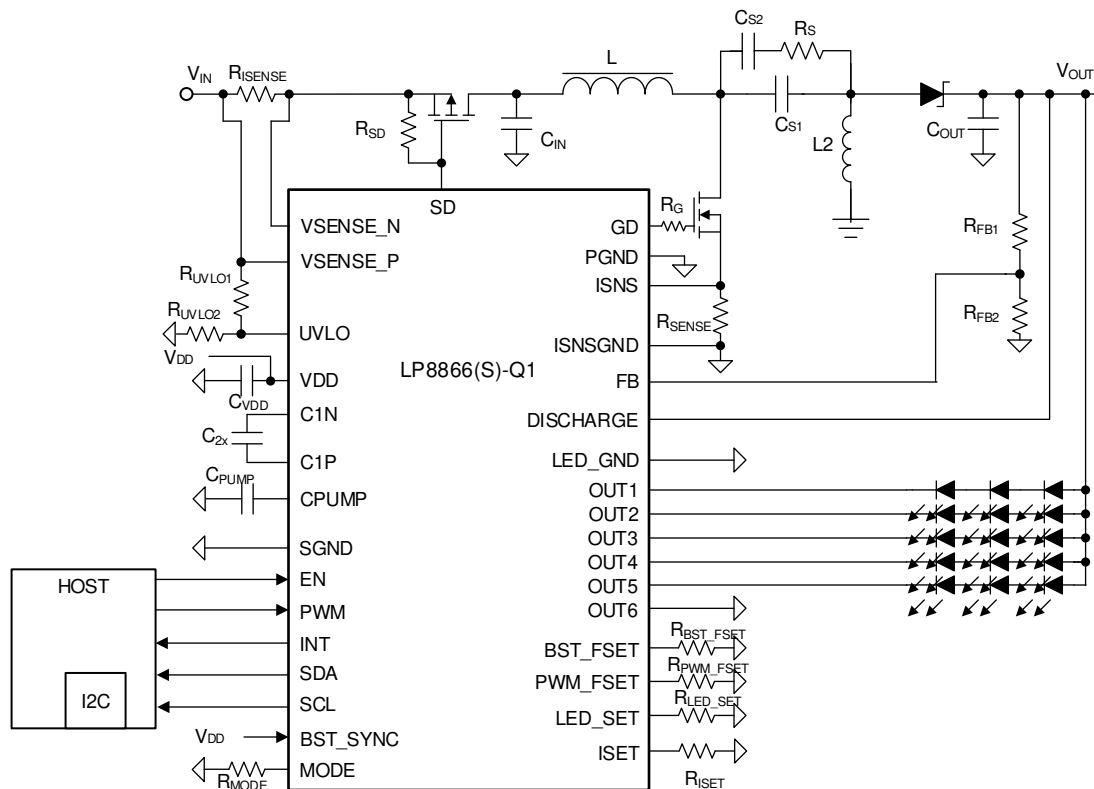 CS2
RS
L
VIN
RISENSE
VOUT
RSD
CIN
CS1
L2
COUT
SD
RG
VSENSE_N
GD
RFB1
VSENSE_P
PGND
RUVLO1
ISNS
RUVLO2
RSENSE
RFB2
UVLO
ISNSGND
VDD
LP8866(S)-Q1
VDD
FB
CVDD
C1N
DISCHARGE
C2x
C1P
LED_GND
CPUMP
CPUMP
OUT1
OUT2
SGND
OUT3
OUT4
HOST
EN
OUT5
PWM
OUT6
INT
RBST_FSET
BST_FSET
SDA
RPWM_FSET
PWM_FSET
I2C
SCL
RLED_SET
LED_SET
VDD
BST_SYNC
ISET
MODE
RMODE
RISET